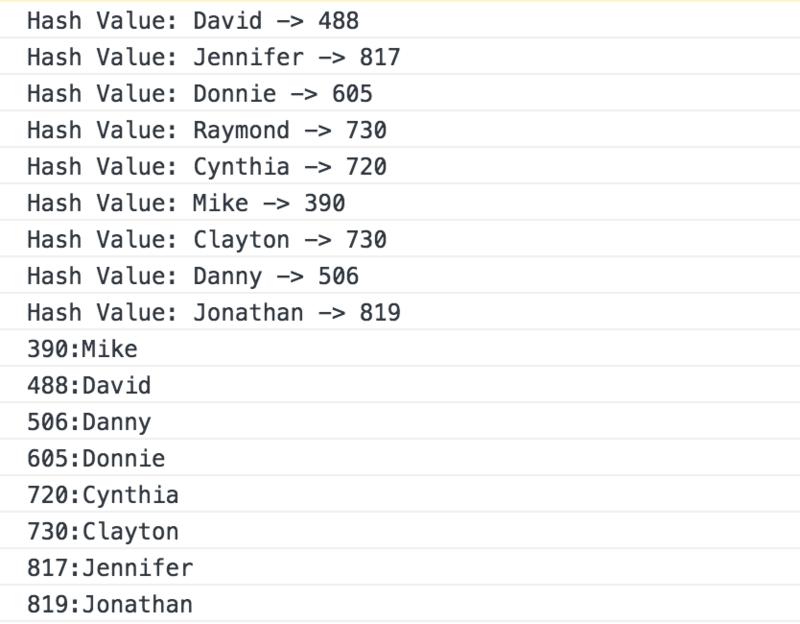 Hash Value: David -> 488
Hash Value: Jennifer -> 817
Hash Value: Donnie -> 605
Hash Value: Raymond -> 730
Hash Value: Cynthia -> 720
Hash Value: Mike -> 390
Hash Value: Clayton -> 730
Hash Value: Danny -> 506
Hash Value: Jonathan -> 819
390:Mike
488:David
506:Danny
605:Donnie
720:Cynthia
730:Clayton
817:Jennifer
819:Jonathan